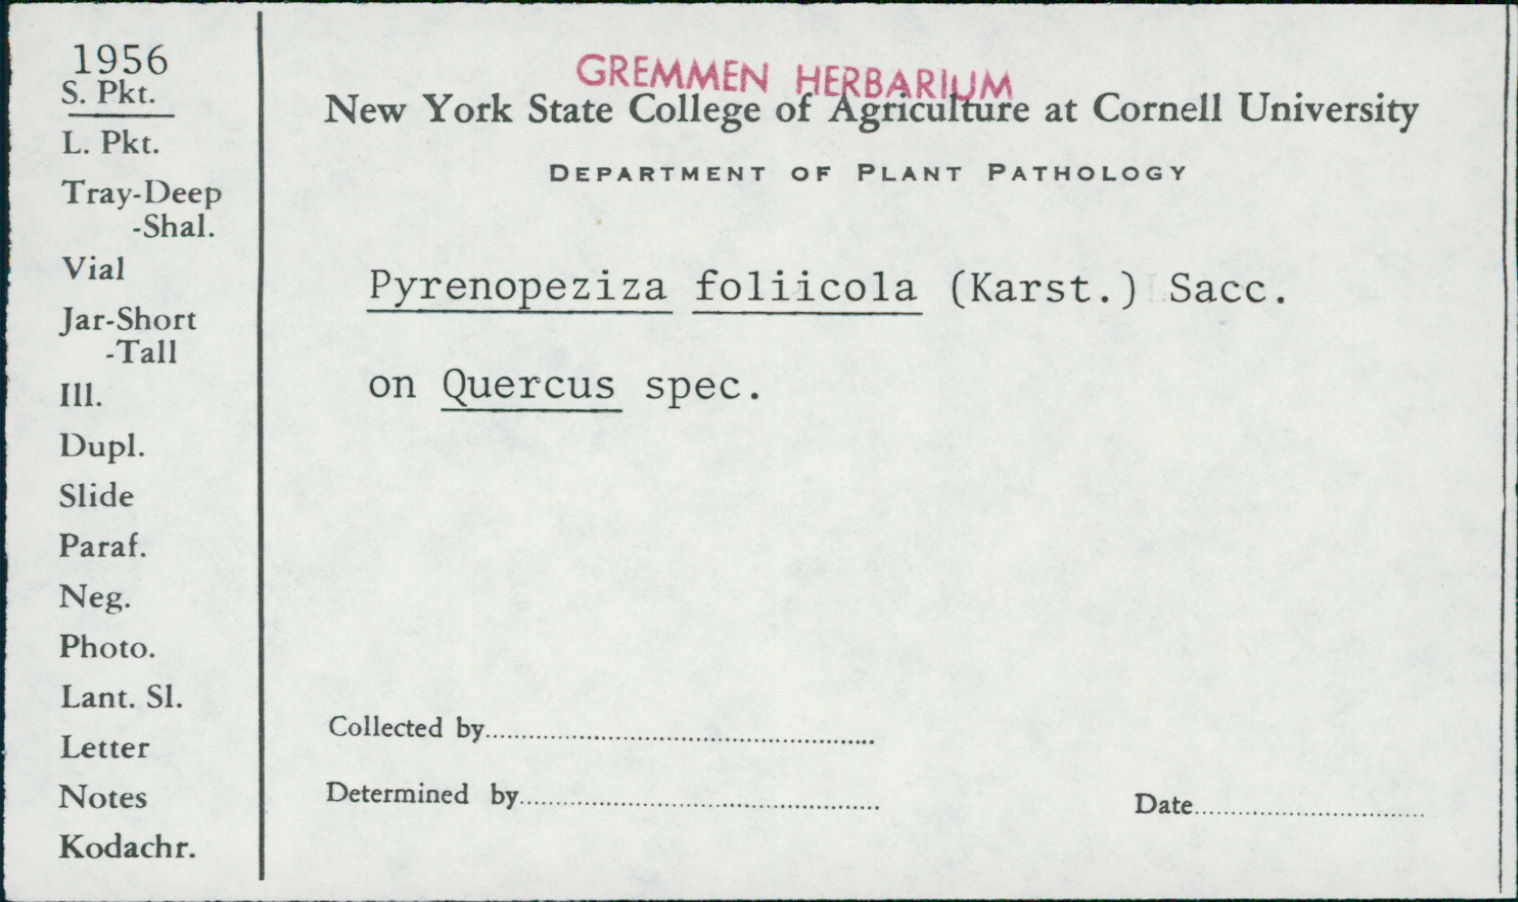 1956
S. Pkt.
L. Pkt.
Tray-Deep
-Shal.
Vial
Jar-Short
-Tall
Ill.
Dupl.
Slide
Paraf.
Neg.
Photo.
Lant. Sl.
Letter
Notes
Kodachr.
GREMMEN HERBARIUM
New York State College of Agriculture at Cornell University
DEPARTMENT OF PLANT PATHOLOGY
Pyrenopeziza foliicola (Karst.) Sacc.
on Quercus spec.
Collected by
Determined by
Date